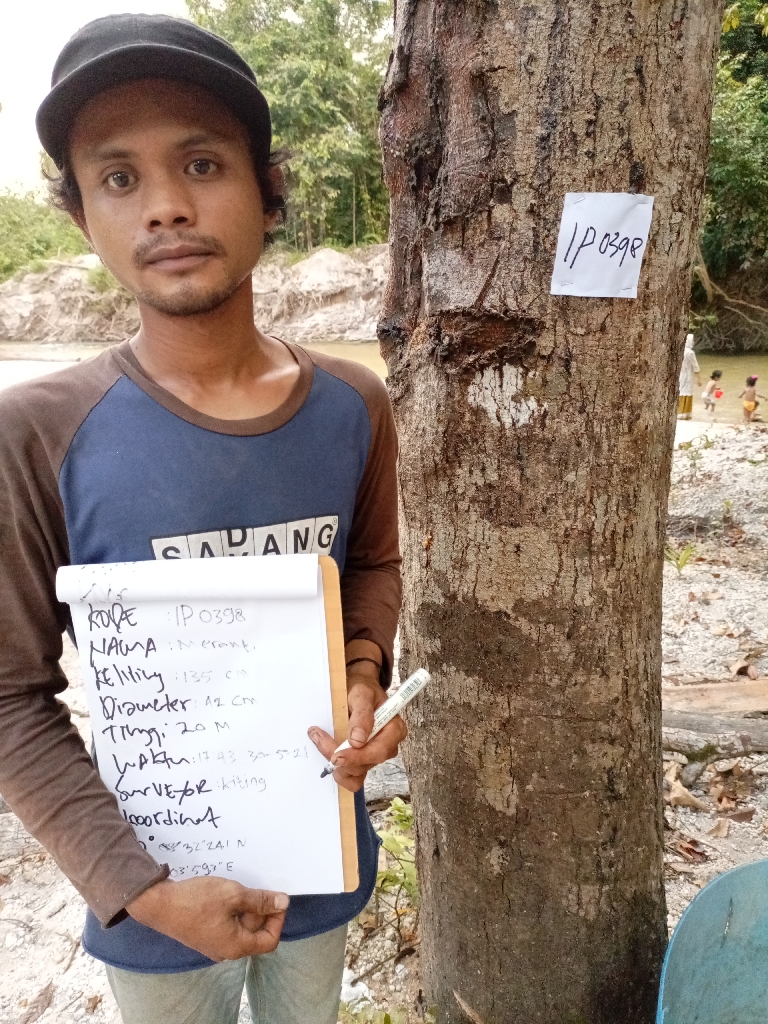 IP 0398
SADANG
KODE : IP 0398
NAMA : Meranti
Keliling : 135 cm
Diameter : 42 cm
Tinggi 20 M
WAKTU : 17 43 30-5-21
SURVEYOR : kiting
Koordinat